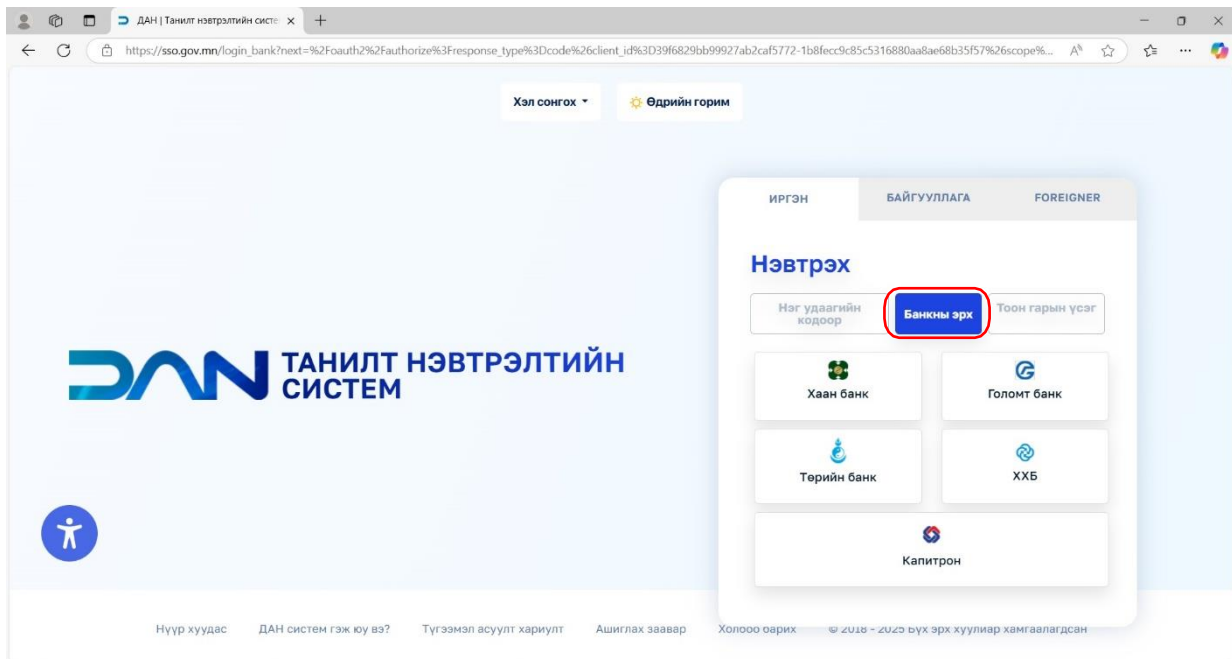 ДАН | Танилт нэвтрэлтийн систе
https://sso.gov.mn/login_bank?next=%2Foauth2%2Fauthorize%3Fresponse_type%3Dcode%26client_id%3D39f6829bb99927ab2caf5772-1b8fecc9c85c5316880aa8ae68b35f57%26scope%...
Хэл сонгох
Өдрийн горим
ИРГЭН
БАЙГУУЛЛАГА
FOREIGNER
Нэвтрэх
Нэг удаагийн
кодоор
Банкны эрх
Тоон гарын үсэг
DAN
ТАНИЛТ НЭВТРЭЛТИЙН
СИСТЕМ
Хаан банк
Голомт банк
Төрийн банк
ХХБ
Капитрон
Нүүр хуудас
ДАН систем гэж юу вэ?
Түгээмэл асуулт хариулт
Ашиглах заавар
Холбоо барих
© 2018 - 2025 Бүх эрх хуулиар хамгаалагдсан